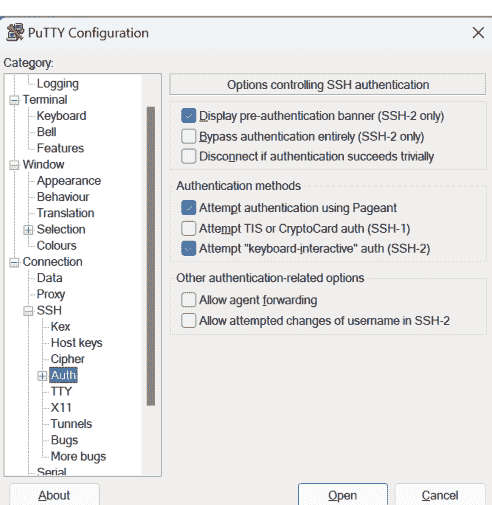 PuTTY Configuration
Category:
Logging
Terminal
Keyboard
Bell
Features
Window
Appearance
Behaviour
Translation
Selection
Colours
Connection
Data
Proxy
SSH
Kex
Host keys
Cipher
Auth
TTY
X11
Tunnels
Bugs
More bugs
Serial
Options controlling SSH authentication
Display pre-authentication banner (SSH-2 only)
Bypass authentication entirely (SSH-2 only)
Disconnect if authentication succeeds trivially
Authentication methods
Attempt authentication using Pageant
Attempt TIS or CryptoCard auth (SSH-1)
Attempt "keyboard-interactive" auth (SSH-2)
Other authentication-related options
Allow agent forwarding
Allow attempted changes of username in SSH-2
About
Open
Cancel